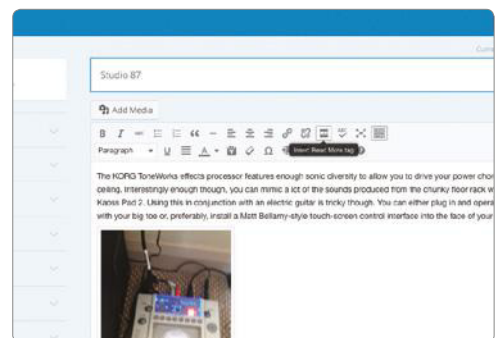 Studio 87
Add Media
B I
Paragraph U A Ω
Insert Read More tag
The KORG ToneWorks effects processor features enough sonic diversity to allow you to drive your power
ceiling. Interestingly enough though, you can mimic a lot of the sounds produced from the chunky floor rack
Kaoss Pad 2. Using this in conjunction with an electric guitar is tricky though. You can either plug in and
with your big toe or, preferably, install a Matt Bellamy-style touch-screen control interface into the face of your